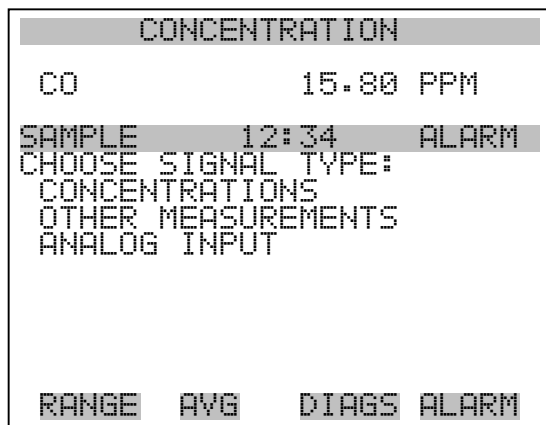 CONCENTRATION
CO 15.80 PPM
SAMPLE 12:34 ALARM
CHOOSE SIGNAL TYPE:
CONCENTRATIONS
OTHER MEASUREMENTS
ANALOG INPUT
RANGE AVG DIAGS ALARM